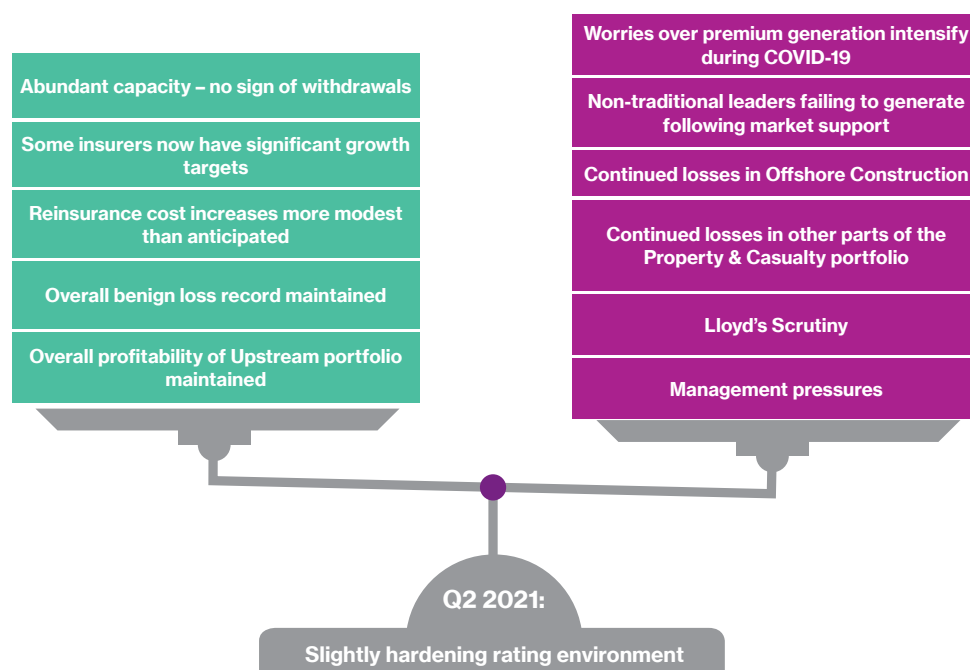 Abundant capacity – no sign of withdrawals
Some insurers now have significant growth
targets
Reinsurance cost increases more modest
than anticipated
Overall benign loss record maintained
Overall profitability of Upstream portfolio
maintained
Worries over premium generation intensify
during COVID-19
Non-traditional leaders failing to generate
following market support
Continued losses in Offshore Construction
Continued losses in other parts of the
Property & Casualty portfolio
Lloyd’s Scrutiny
Management pressures
Q2 2021:
Slightly hardening rating environment